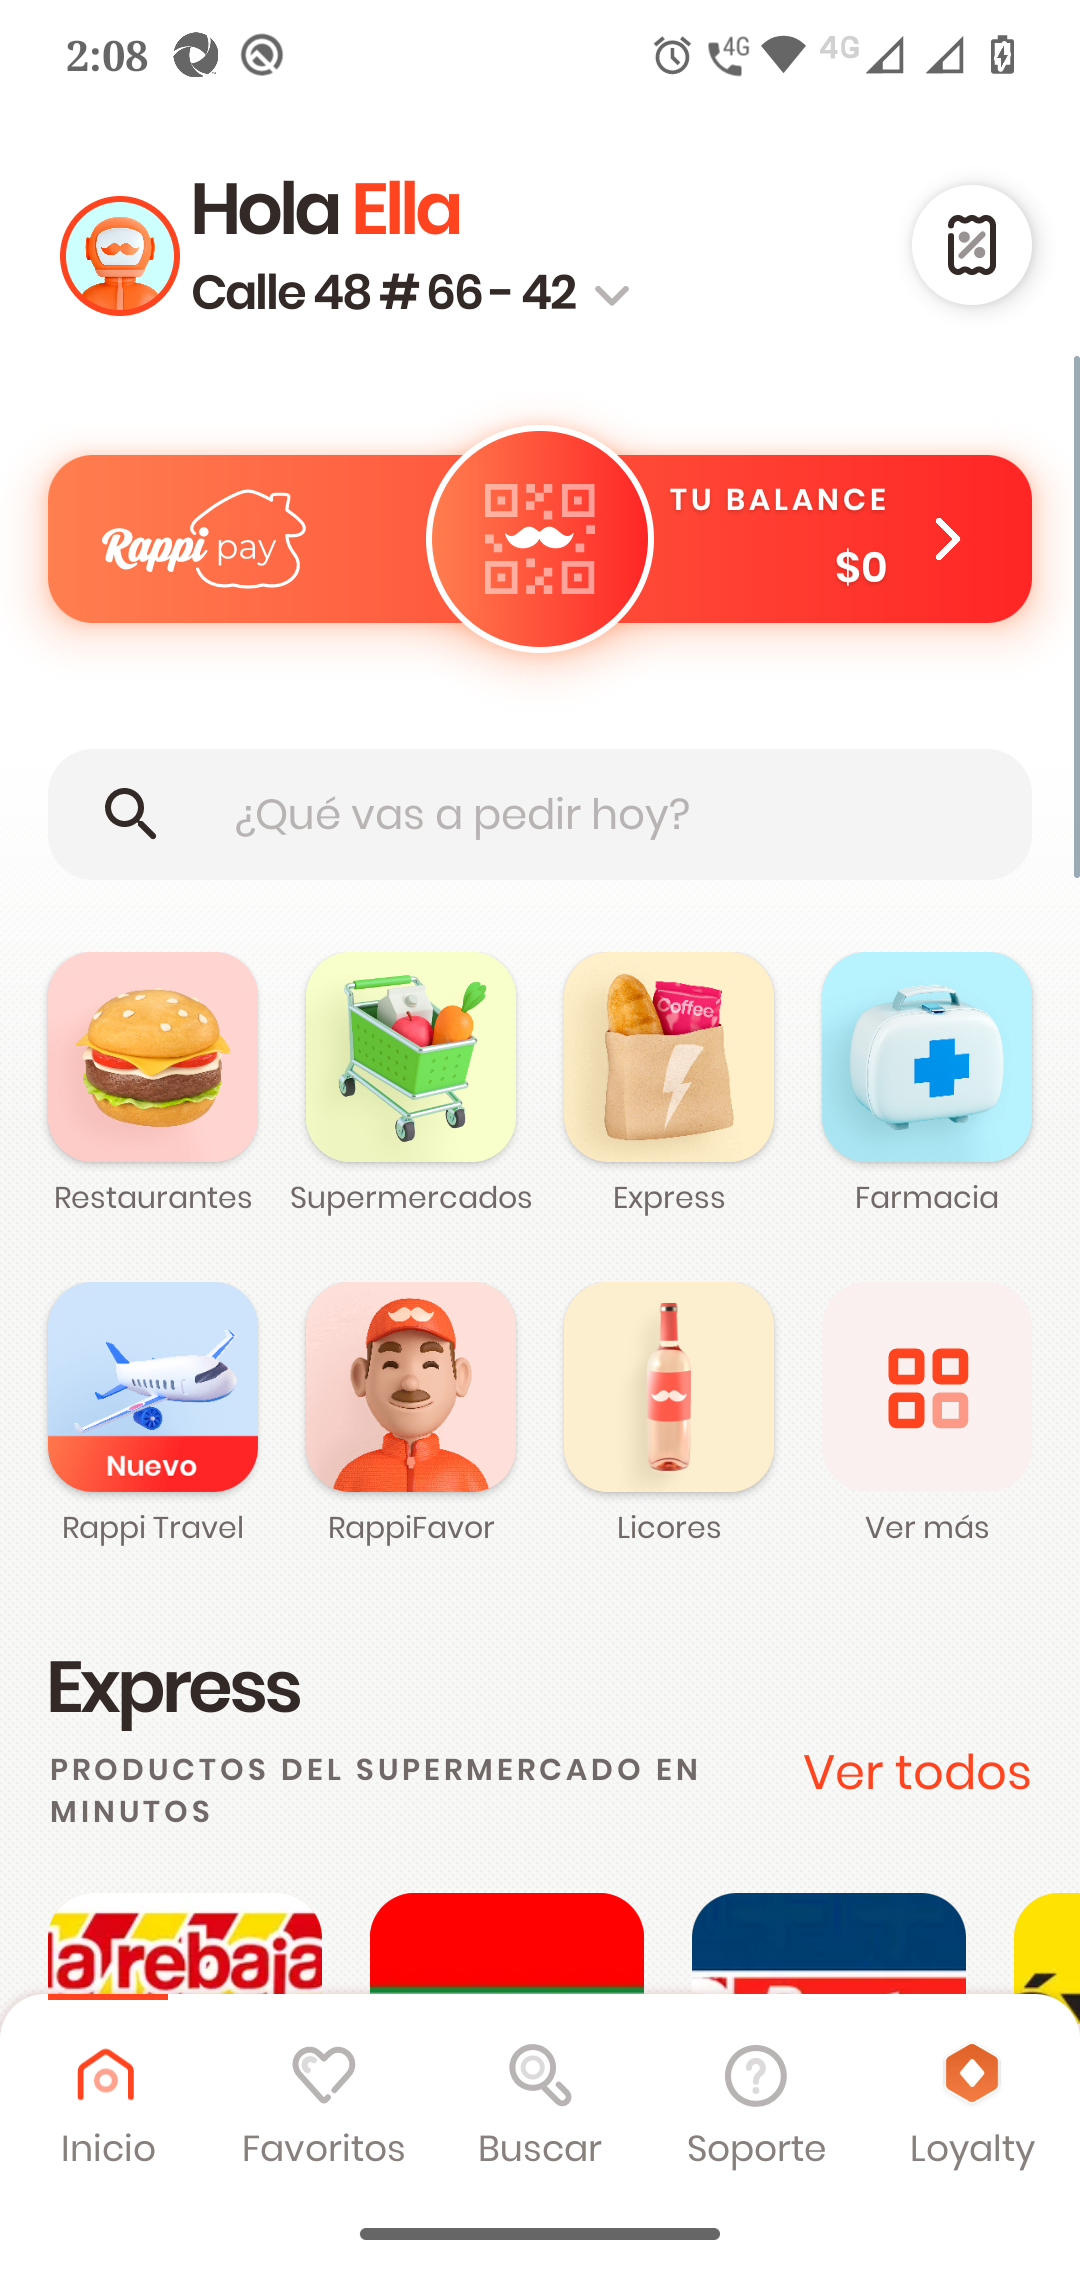 2:08
4G
4G
Hola Ella
Calle 48 # 66 - 42
Rappi pay
TU BALANCE
$0
¿Qué vas a pedir hoy?
Coffee
Restaurantes
Supermercados
Express
Farmacia
Nuevo
Rappi Travel
RappiFavor
Licores
Ver más
Express
PRODUCTOS DEL SUPERMERCADO EN
MINUTOS
Ver todos
la rebaja
Inicio
Favoritos
Buscar
Soporte
Loyalty